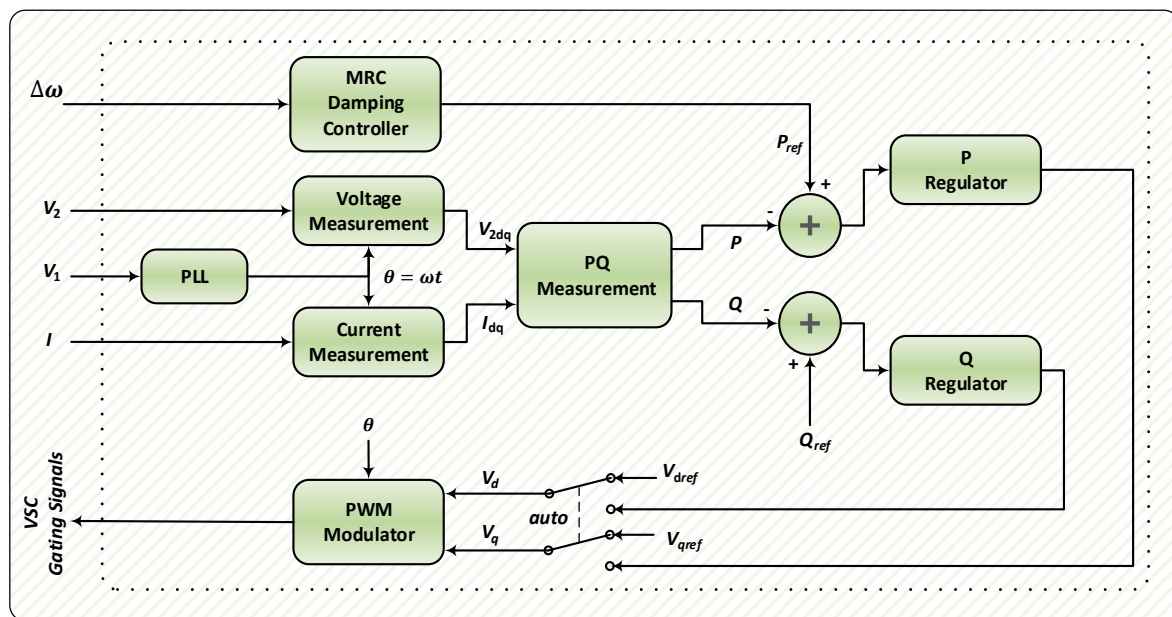 Δω
MRC
Damping
Controller
P_ref
+
P
Regulator
V_2
Voltage
Measurement
V_2dq
-
+
P
V_1
PLL
θ = ωt
PQ
Measurement
Q
-
+
I
Current
Measurement
I_dq
+
Q
Regulator
Q_ref
θ
VSC
Gating Signals
PWM
Modulator
V_d
V_dref
auto
V_q
V_qref